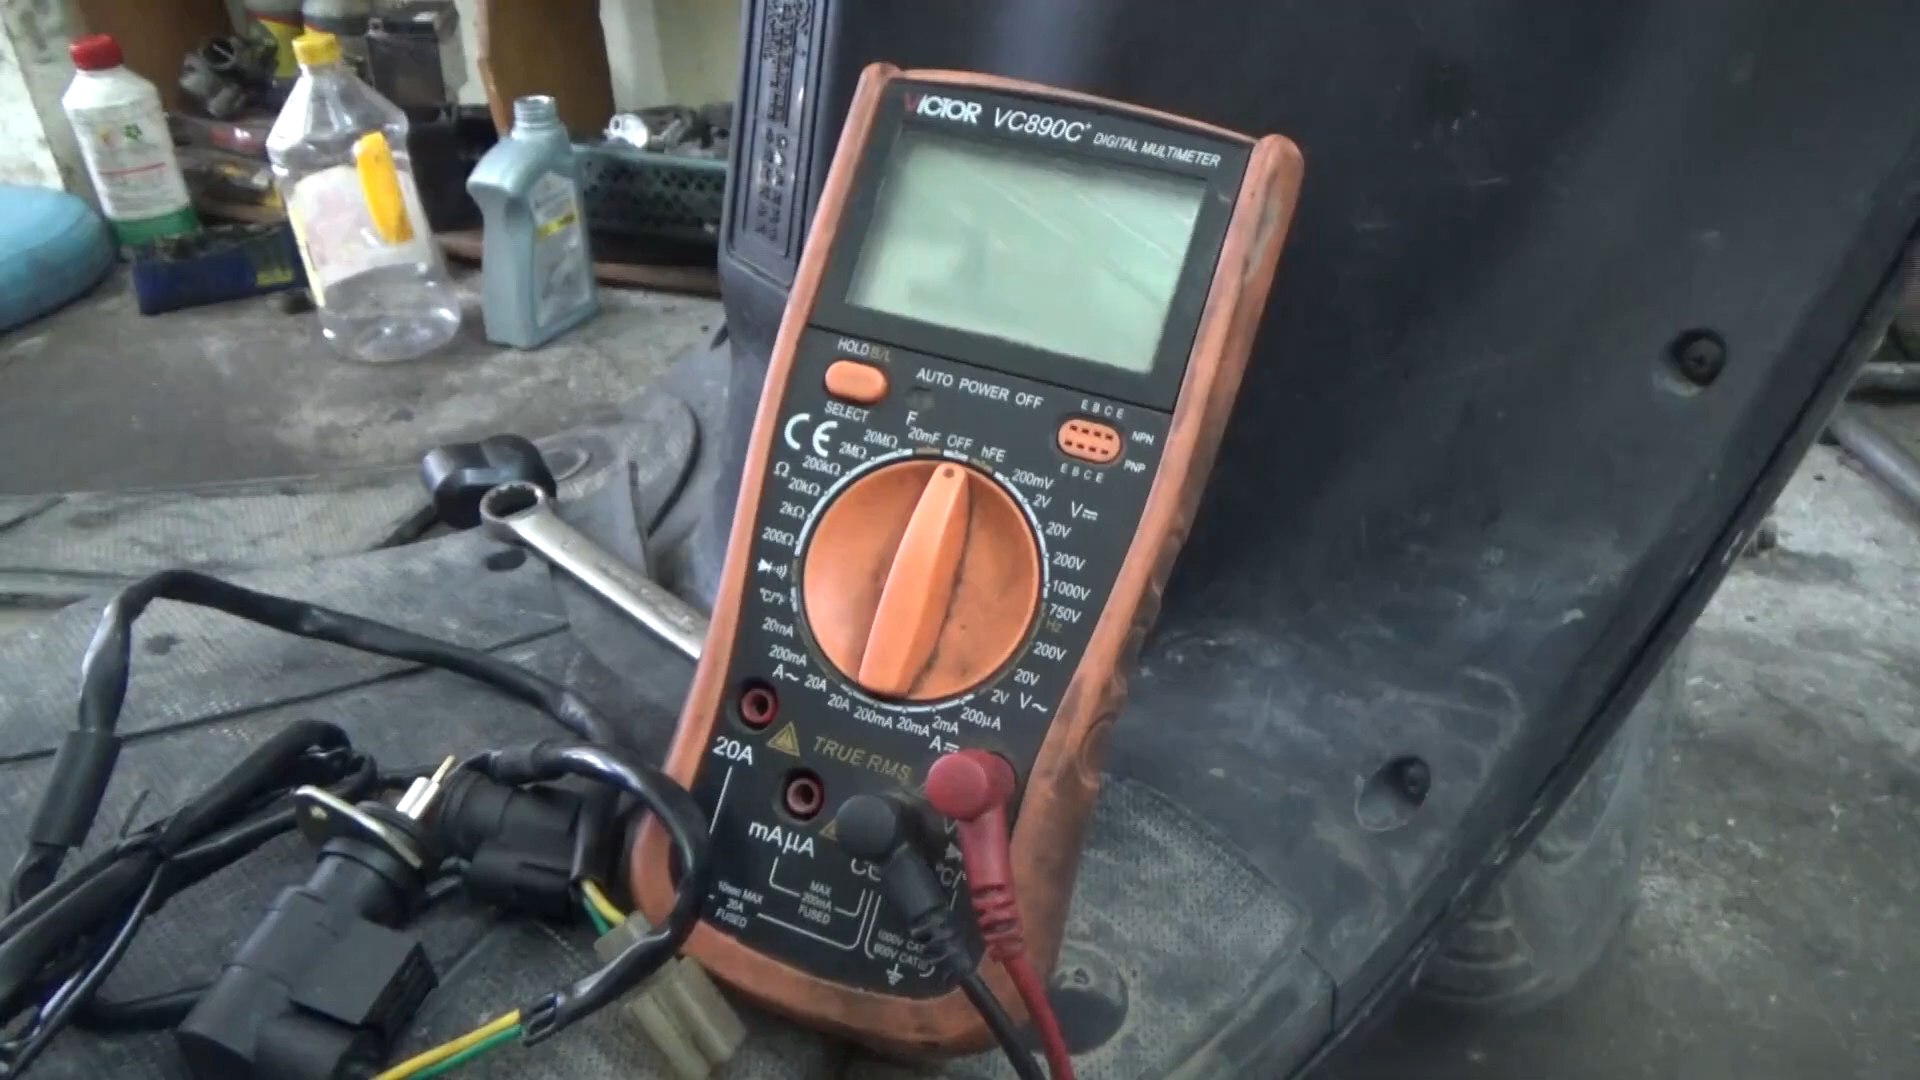 VICTOR VC890C+ DIGITAL MULTIMETER
HOLD B/L
AUTO POWER OFF
SELECT
E B C E
NPN
PNP
E B C E
CE
F
20mF
OFF
hFE
20MΩ
2MΩ
200kΩ
Ω
20kΩ
2kΩ
200Ω
°C/°F
20mA
200mA
A~
20A
20A
200mA
20mA
2mA
200µA
A⎓
200mV
2V
V⎓
20V
200V
1000V
750V
Hz
200V
20V
2V
V~
20A
TRUE RMS
mAµA
MAX
200mA
FUSED
10sec MAX
20A
FUSED
1000V CAT
600V CAT